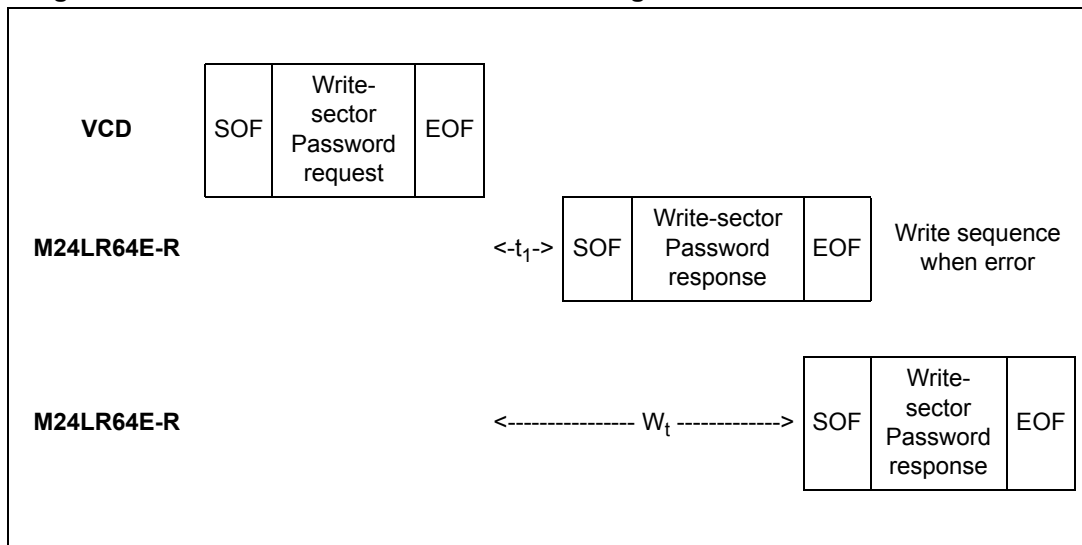 Write-
sector
Password
request
VCD SOF EOF
M24LR64E-R <-t1-> SOF Write-sector
Password
response EOF Write sequence
when error
M24LR64E-R <---------------- Wt -------------> SOF Write-
sector
Password
response EOF